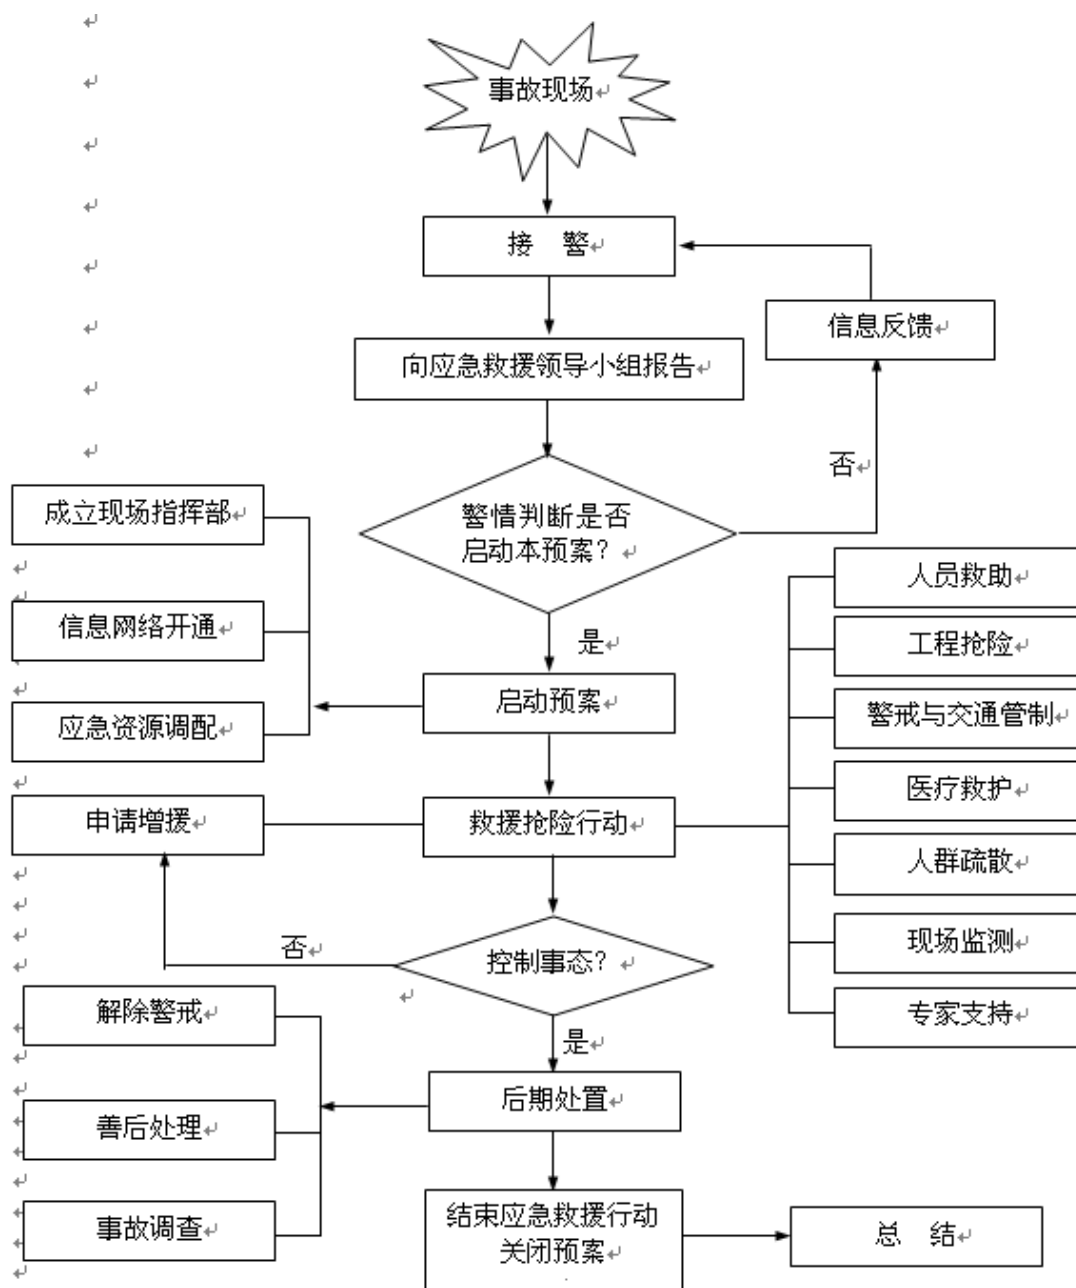 事故现场
接 警
信息反馈
向应急救援领导小组报告
否
警情判断是否
启动本预案?
成立现场指挥部
信息网络开通
应急资源调配
是
启动预案
人员救助
工程抢险
警戒与交通管制
医疗救护
人群疏散
现场监测
专家支持
申请增援
救援抢险行动
否
控制事态?
是
解除警戒
善后处理
事故调查
后期处置
结束应急救援行动
关闭预案
总 结